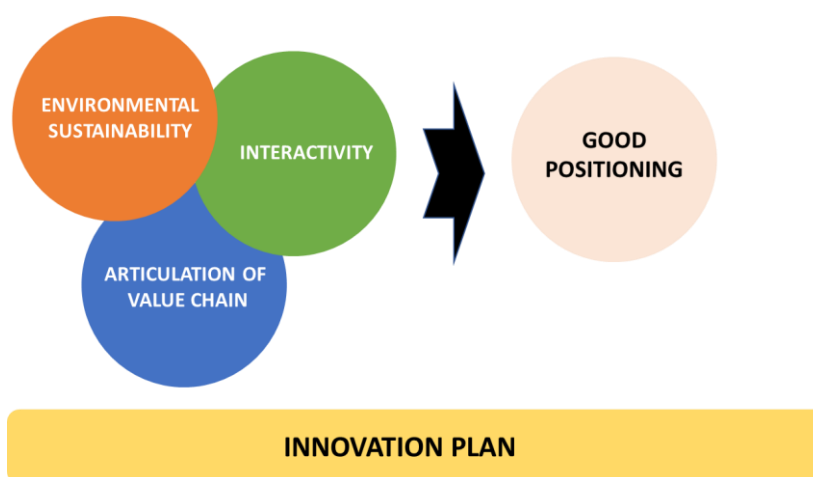 ENVIRONMENTAL
SUSTAINABILITY
INTERACTIVITY
ARTICULATION OF
VALUE CHAIN
GOOD
POSITIONING
INNOVATION PLAN